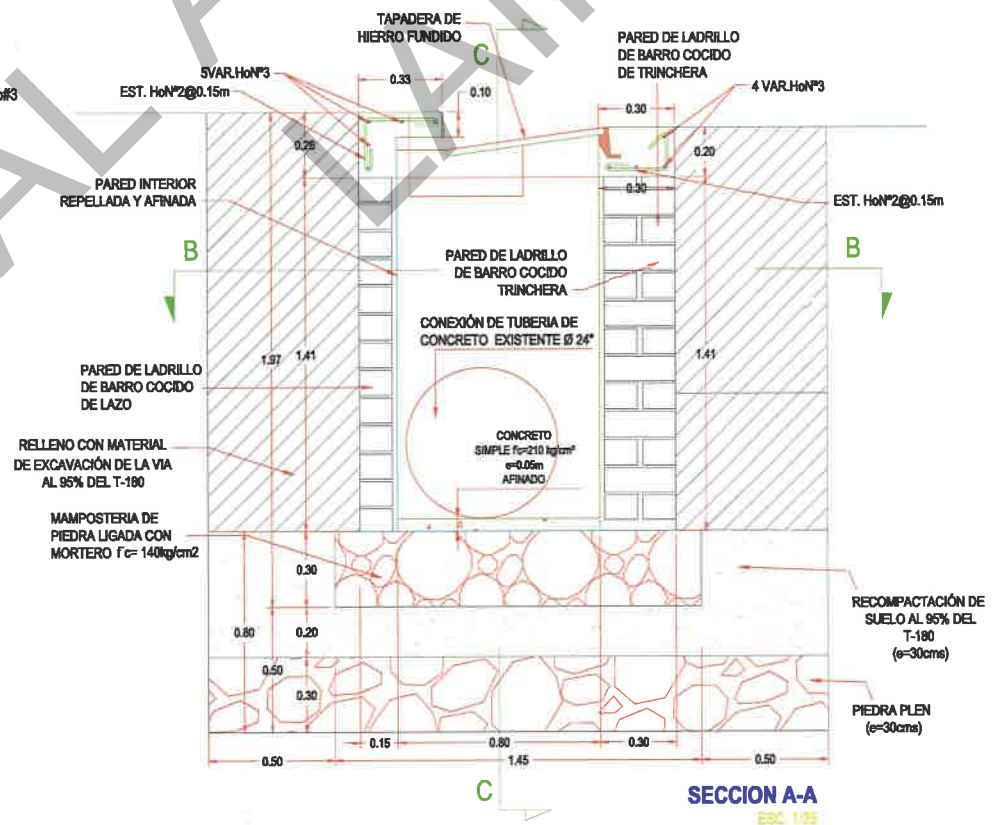 TAPADERA DE
HIERRO FUNDIDO
C
PARED DE LADRILLO
DE BARRO COCIDO
DE TRINCHERA
5VAR.HoNº3
0.33
o#3
EST. HoNº2@0.15m
0.10
0.30
4 VAR.HoNº3
0.25
0.20
PARED INTERIOR
REPELLADA Y AFINADA
0.30
EST. HoNº2@0.15m
B
B
PARED DE LADRILLO
DE BARRO COCIDO
TRINCHERA
CONEXIÓN DE TUBERIA DE
CONCRETO EXISTENTE Ø 24"
1.97
1.41
1.41
PARED DE LADRILLO
DE BARRO COCIDO
DE LAZO
CONCRETO
SIMPLE f'c=210 kg/cm²
e=0.05m
AFINADO
RELLENO CON MATERIAL
DE EXCAVACIÓN DE LA VIA
AL 95% DEL T-180
MAMPOSTERIA DE
PIEDRA LIGADA CON
MORTERO f'c= 140kg/cm2
0.30
RECOMPACTACIÓN DE
SUELO AL 95% DEL
T-180
(e=30cms)
0.80
0.20
0.50
0.30
PIEDRA PLEN
(e=30cms)
0.15
0.80
0.30
0.50
1.45
0.50
C
SECCION A-A
ESC. 1:25